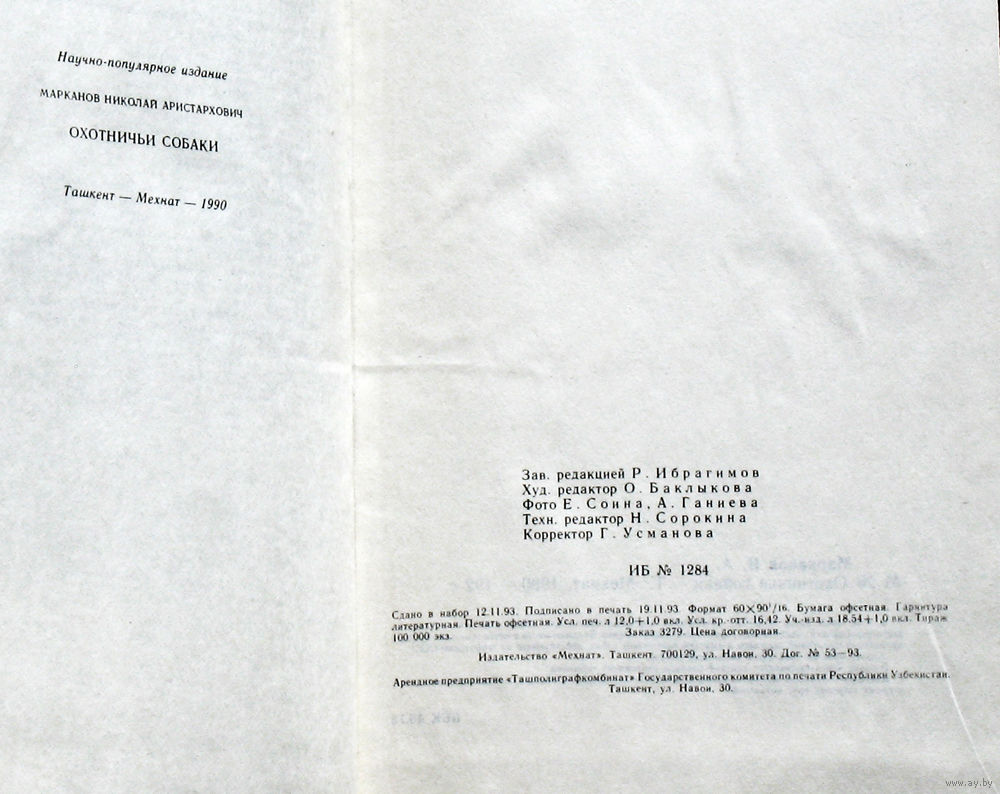 Научно-популярное издание
МАРКАНОВ НИКОЛАЙ АРИСТАРХОВИЧ
ОХОТНИЧЬИ СОБАКИ
Ташкент — Мехнат — 1990
Зав. редакцией Р. Ибрагимов
Худ. редактор О. Баклыкова
Фото Е. Соина, А. Ганиева
Техн. редактор Н. Сорокина
Корректор Г. Усманова
ИБ № 1284
Сдано в набор 12.11.93. Подписано в печать 19.11.93. Формат 60×90¹/16. Бумага офсетная. Гарнитура
литературная. Печать офсетная. Усл. печ. л 12,0+1,0 вкл. Усл. кр.-отт. 16,42. Уч.-изд. л 18.54+1,0 вкл. Тираж
100 000 экз. Заказ 3279. Цена договорная.
Издательство «Мехнат». Ташкент. 700129, ул. Навои, 30. Дог. № 53—93.
Арендное предприятие «Ташполиграфкомбинат» Государственного комитета по печати Республики Узбекистан.
Ташкент, ул. Навои, 30.
www.ay.by